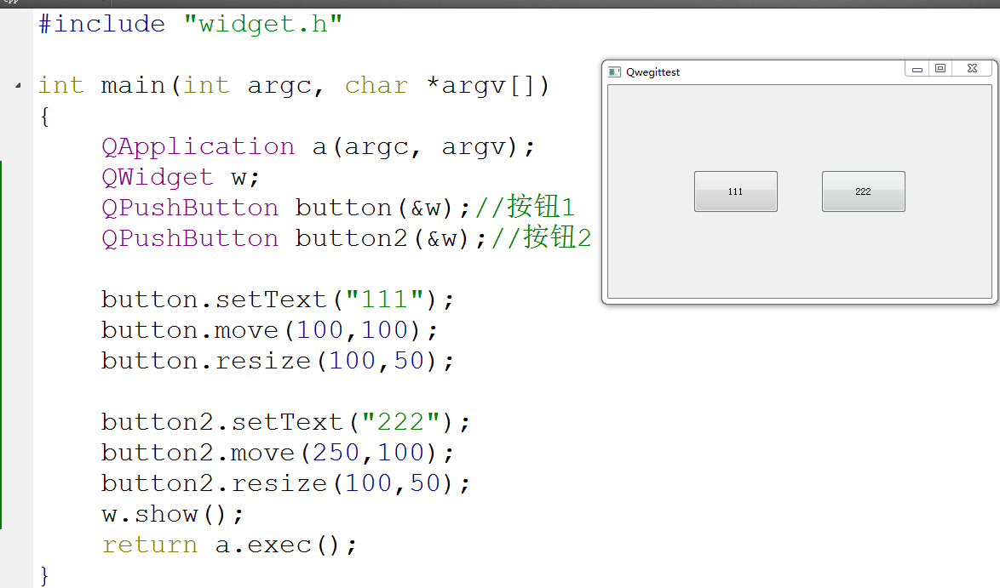 cpp
#include "widget.h"
int main(int argc, char *argv[])
{
QApplication a(argc, argv);
QWidget w;
QPushButton button(&w);//按钮1
QPushButton button2(&w);//按钮2
button.setText("111");
button.move(100,100);
button.resize(100,50);
button2.setText("222");
button2.move(250,100);
button2.resize(100,50);
w.show();
return a.exec();
}
Qwegittest
111
222